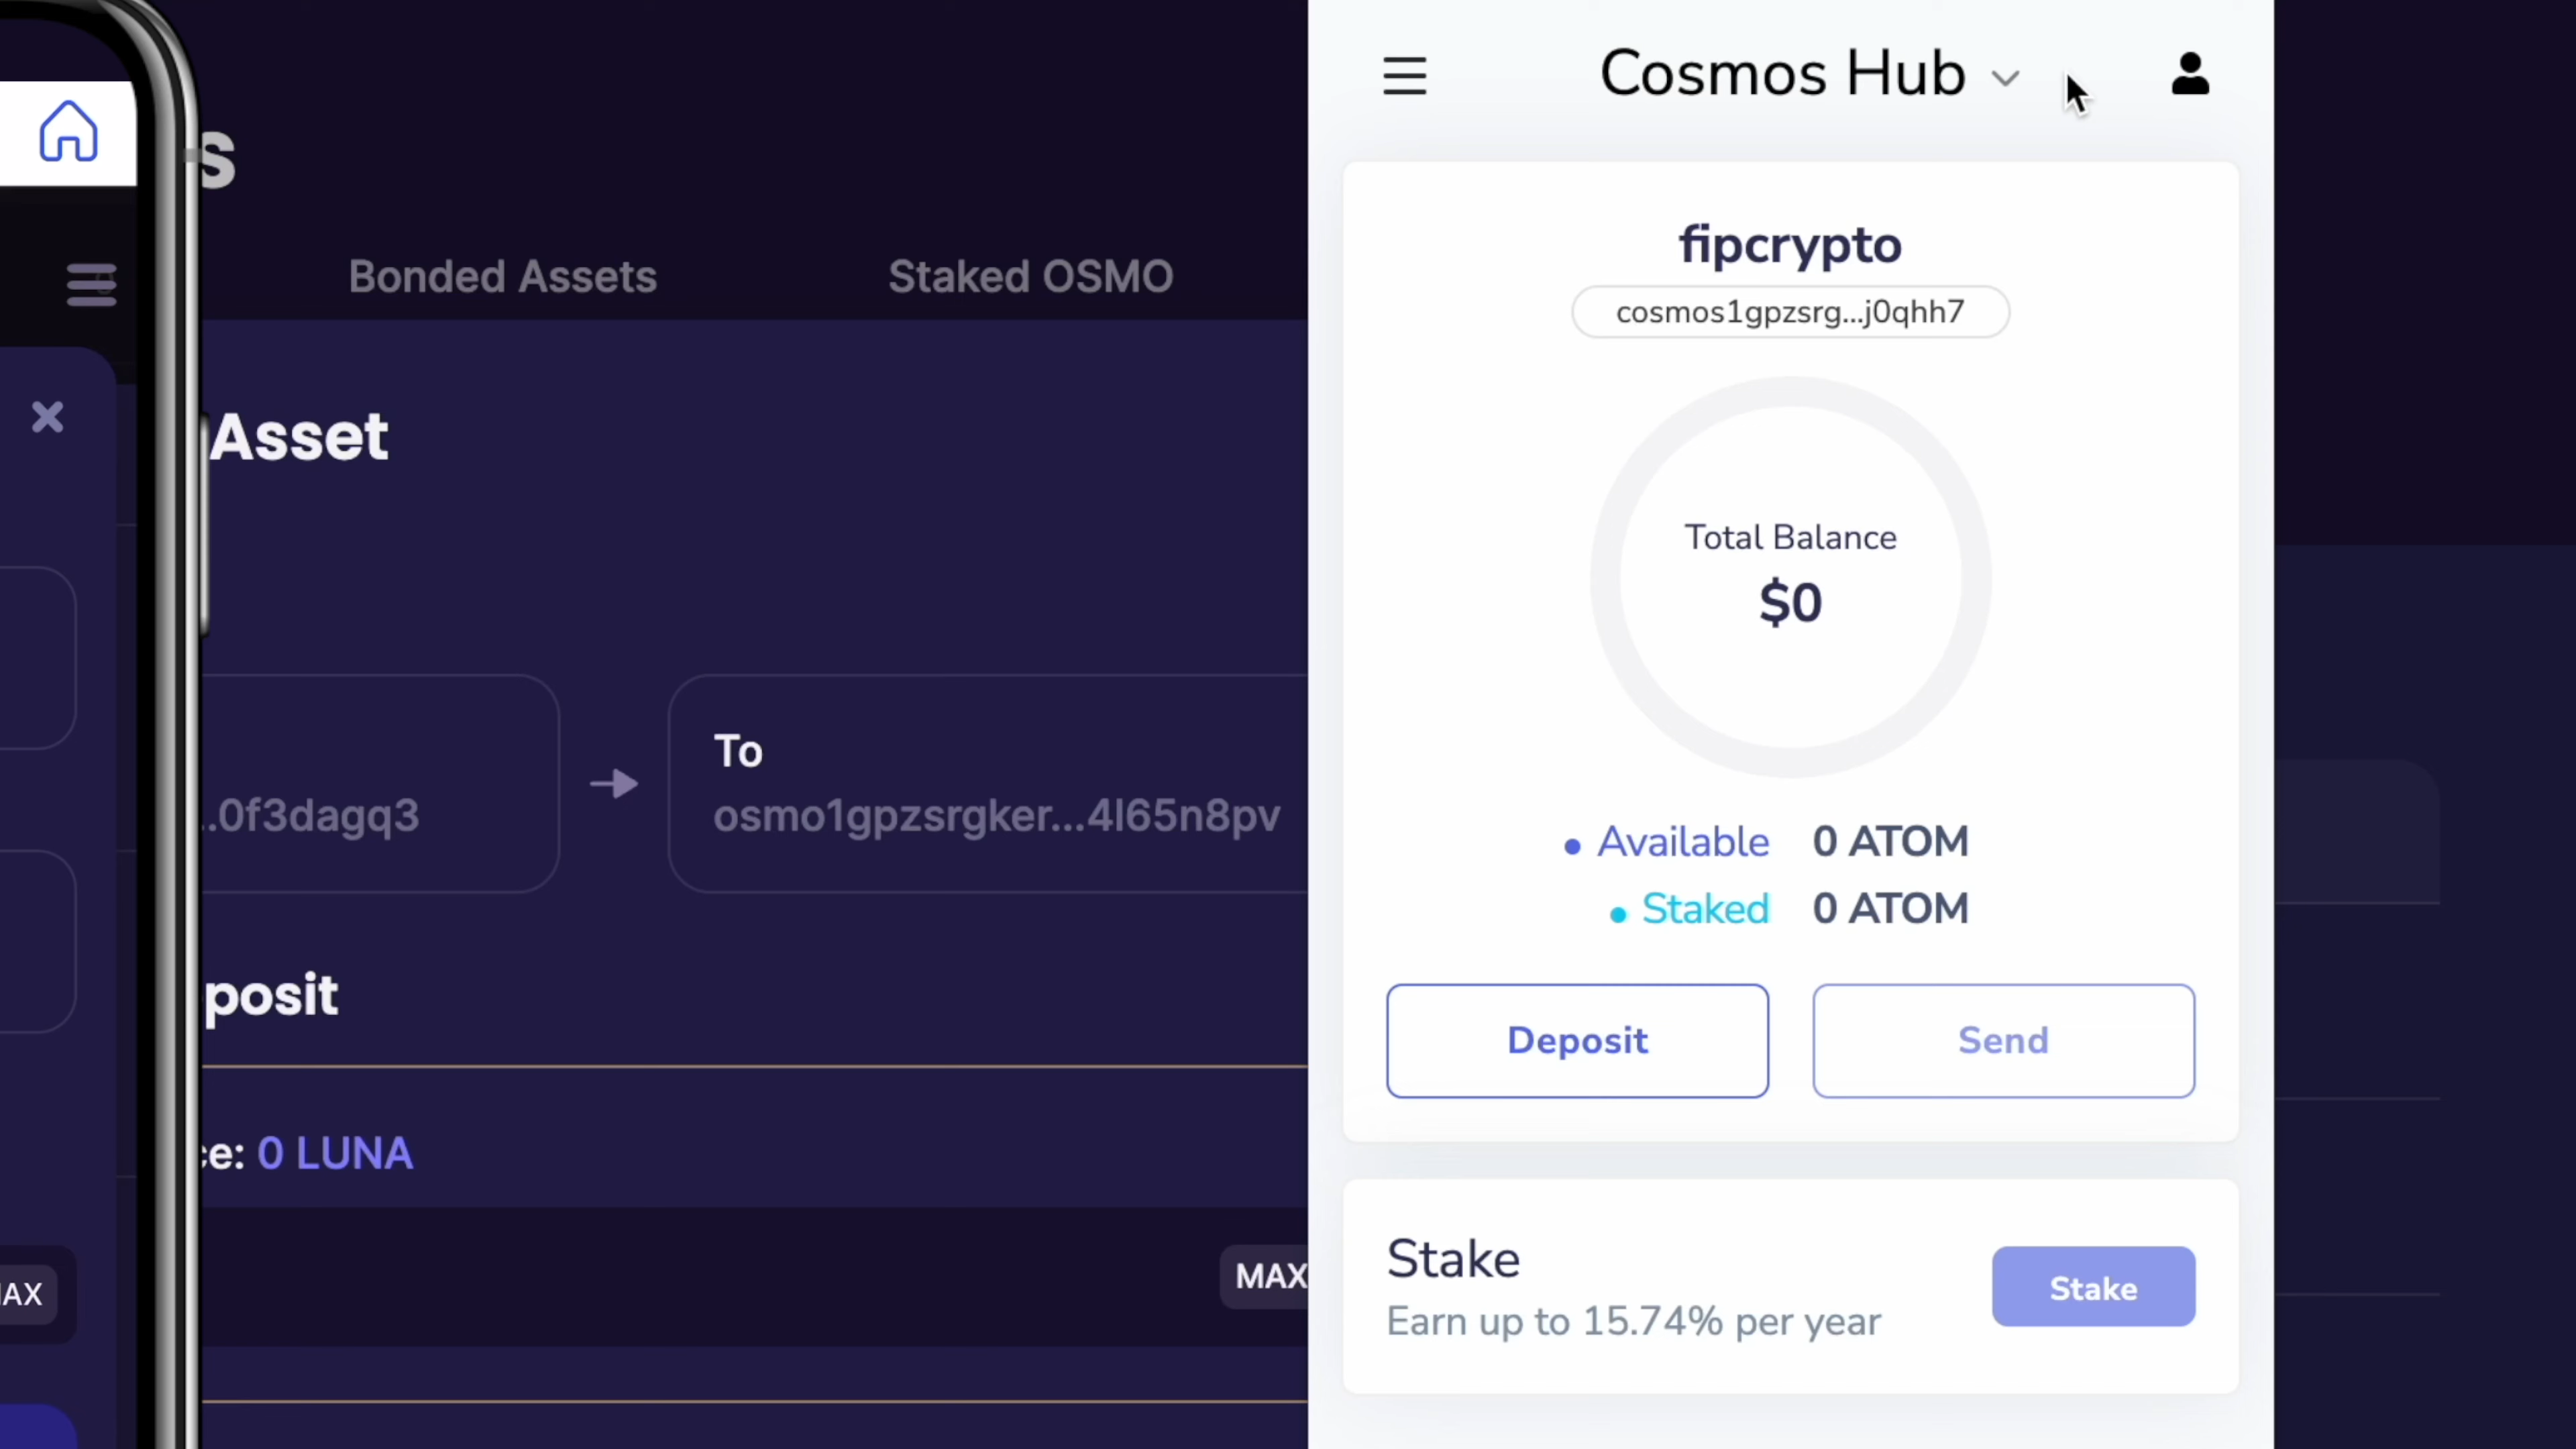 s
Bonded Assets
Staked OSMO
Asset
To
..0f3dagq3
osmo1gpzsrgker...4l65n8pv
posit
ce: 0 LUNA
MAX
AX
Cosmos Hub
fipcrypto
cosmos1gpzsrg...j0qhh7
Total Balance
$0
Available 0 ATOM
Staked 0 ATOM
Deposit
Send
Stake
Earn up to 15.74% per year
Stake